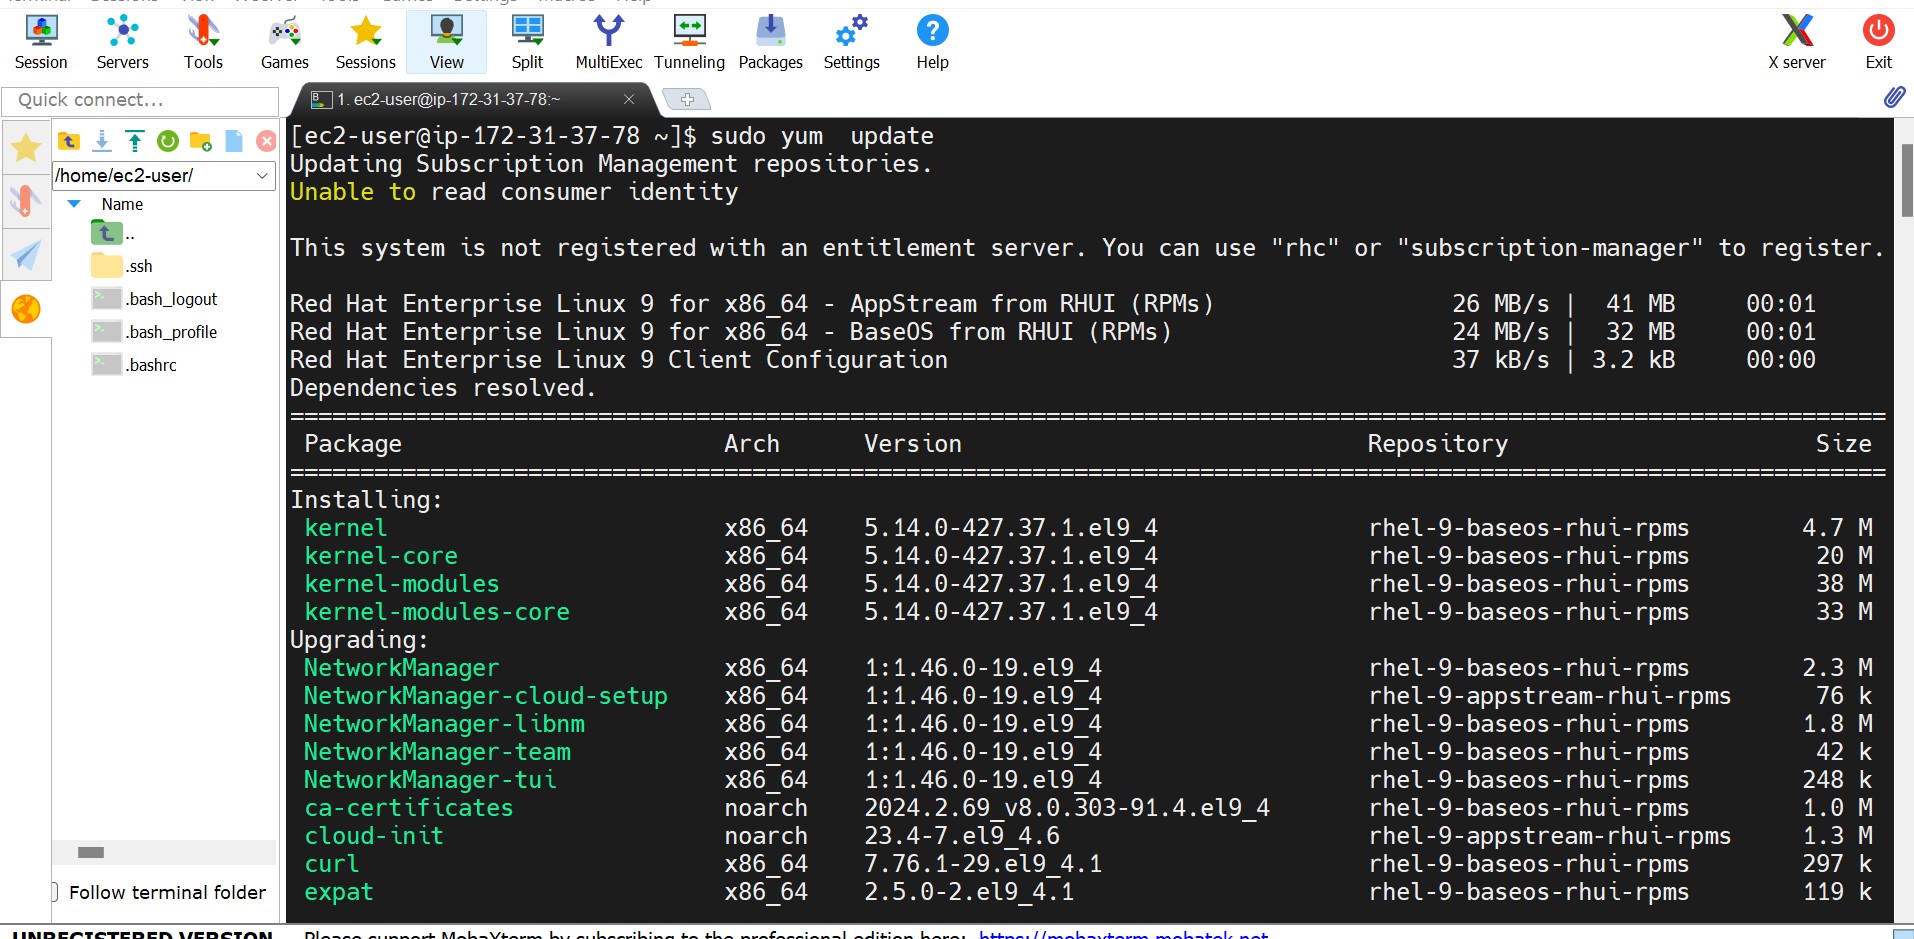 Session Servers Tools Games Sessions View Split MultiExec Tunneling Packages Settings Help X server Exit
Quick connect...
1. ec2-user@ip-172-31-37-78:~
/home/ec2-user/
Name
..
.ssh
.bash_logout
.bash_profile
.bashrc
Follow terminal folder
[ec2-user@ip-172-31-37-78 ~]$ sudo yum  update
Updating Subscription Management repositories.
Unable to read consumer identity
This system is not registered with an entitlement server. You can use "rhc" or "subscription-manager" to register.
Red Hat Enterprise Linux 9 for x86_64 - AppStream from RHUI (RPMs) 26 MB/s | 41 MB 00:01
Red Hat Enterprise Linux 9 for x86_64 - BaseOS from RHUI (RPMs) 24 MB/s | 32 MB 00:01
Red Hat Enterprise Linux 9 Client Configuration 37 kB/s | 3.2 kB 00:00
Dependencies resolved.
Package Arch Version Repository Size
Installing:
kernel x86_64 5.14.0-427.37.1.el9_4 rhel-9-baseos-rhui-rpms 4.7 M
kernel-core x86_64 5.14.0-427.37.1.el9_4 rhel-9-baseos-rhui-rpms 20 M
kernel-modules x86_64 5.14.0-427.37.1.el9_4 rhel-9-baseos-rhui-rpms 38 M
kernel-modules-core x86_64 5.14.0-427.37.1.el9_4 rhel-9-baseos-rhui-rpms 33 M
Upgrading:
NetworkManager x86_64 1:1.46.0-19.el9_4 rhel-9-baseos-rhui-rpms 2.3 M
NetworkManager-cloud-setup x86_64 1:1.46.0-19.el9_4 rhel-9-appstream-rhui-rpms 76 k
NetworkManager-libnm x86_64 1:1.46.0-19.el9_4 rhel-9-baseos-rhui-rpms 1.8 M
NetworkManager-team x86_64 1:1.46.0-19.el9_4 rhel-9-baseos-rhui-rpms 42 k
NetworkManager-tui x86_64 1:1.46.0-19.el9_4 rhel-9-baseos-rhui-rpms 248 k
ca-certificates noarch 2024.2.69_v8.0.303-91.4.el9_4 rhel-9-baseos-rhui-rpms 1.0 M
cloud-init noarch 23.4-7.el9_4.6 rhel-9-appstream-rhui-rpms 1.3 M
curl x86_64 7.76.1-29.el9_4.1 rhel-9-baseos-rhui-rpms 297 k
expat x86_64 2.5.0-2.el9_4.1 rhel-9-baseos-rhui-rpms 119 k
UNREGISTERED VERSION Please support MobaXterm by subscribing to the professional edition here: https://mobaxterm.mobatek.net